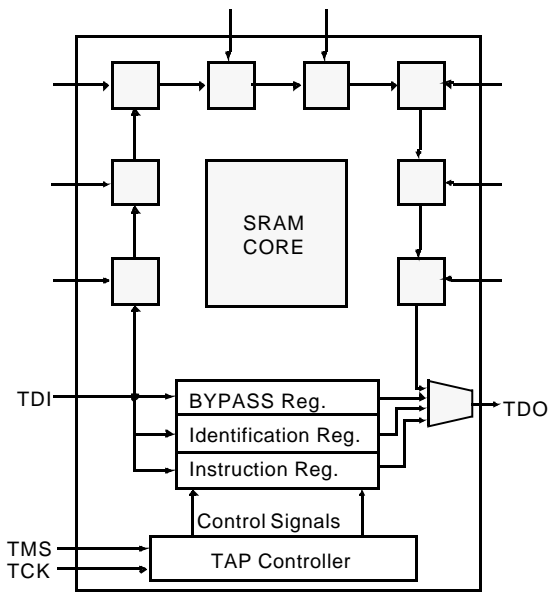 SRAM
CORE
TDI
BYPASS Reg.
TDO
Identification Reg.
Instruction Reg.
Control Signals
TMS
TCK
TAP Controller